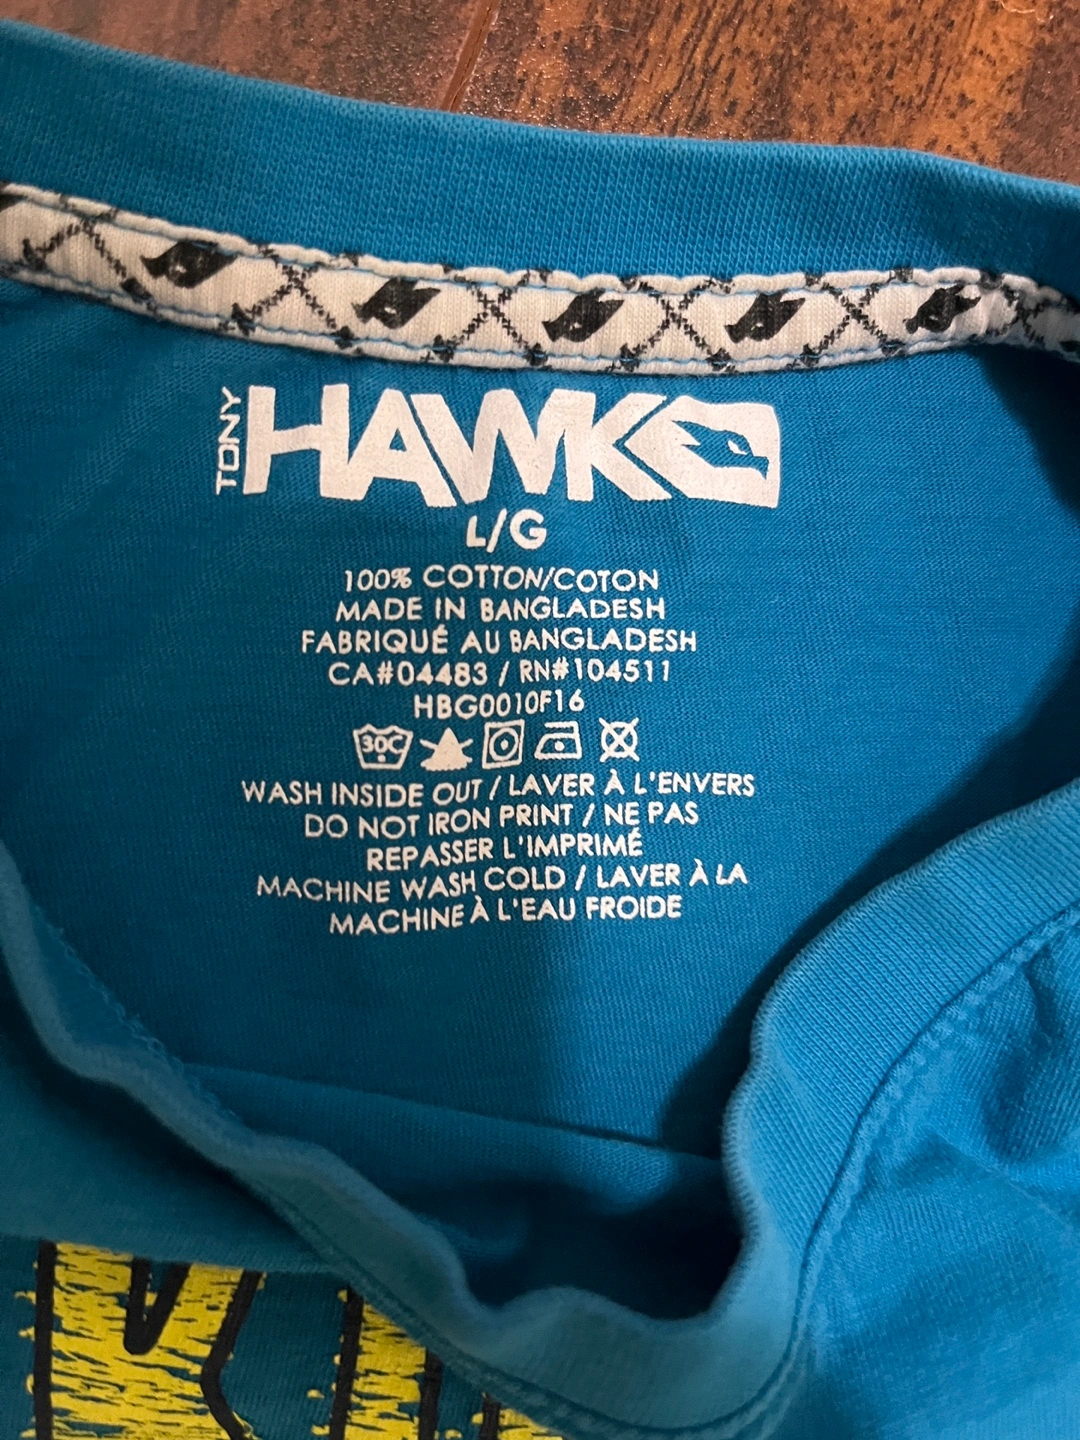 TONY HAWK
L/G
100% COTTON/COTON
MADE IN BANGLADESH
FABRIQUÉ AU BANGLADESH
CA#04483 / RN#104511
HBG0010F16
30C
WASH INSIDE OUT / LAVER À L'ENVERS
DO NOT IRON PRINT / NE PAS
REPASSER L'IMPRIMÉ
MACHINE WASH COLD / LAVER À LA
MACHINE À L'EAU FROIDE